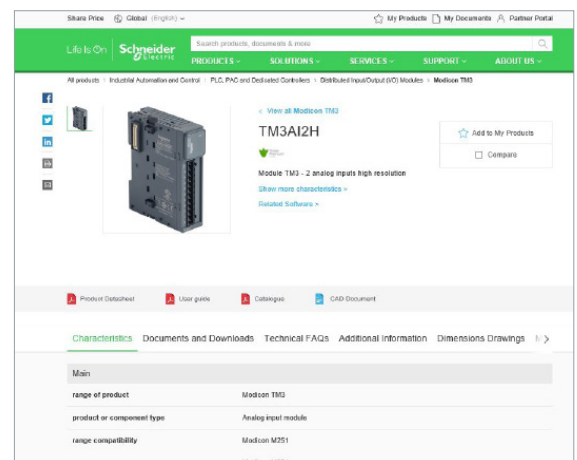 Share Price Global (English) My Products My Documents Partner Portal
Life Is On Schneider Electric
Search products, documents & more
PRODUCTS SOLUTIONS SERVICES SUPPORT ABOUT US
All products > Industrial Automation and Control > PLC, PAC and Dedicated Controllers > Distributed Input/Output (I/O) Modules > Modicon TM3
< View all Modicon TM3
TM3AI2H
Add to My Products
Compare
Module TM3 - 2 analog inputs high resolution
Show more characteristics >
Related Software >
Product Datasheet User guide Catalogue CAD Document
Characteristics Documents and Downloads Technical FAQs Additional Information Dimensions Drawings
Main
range of product Modicon TM3
product or component type Analog input module
range compatibility Modicon M251